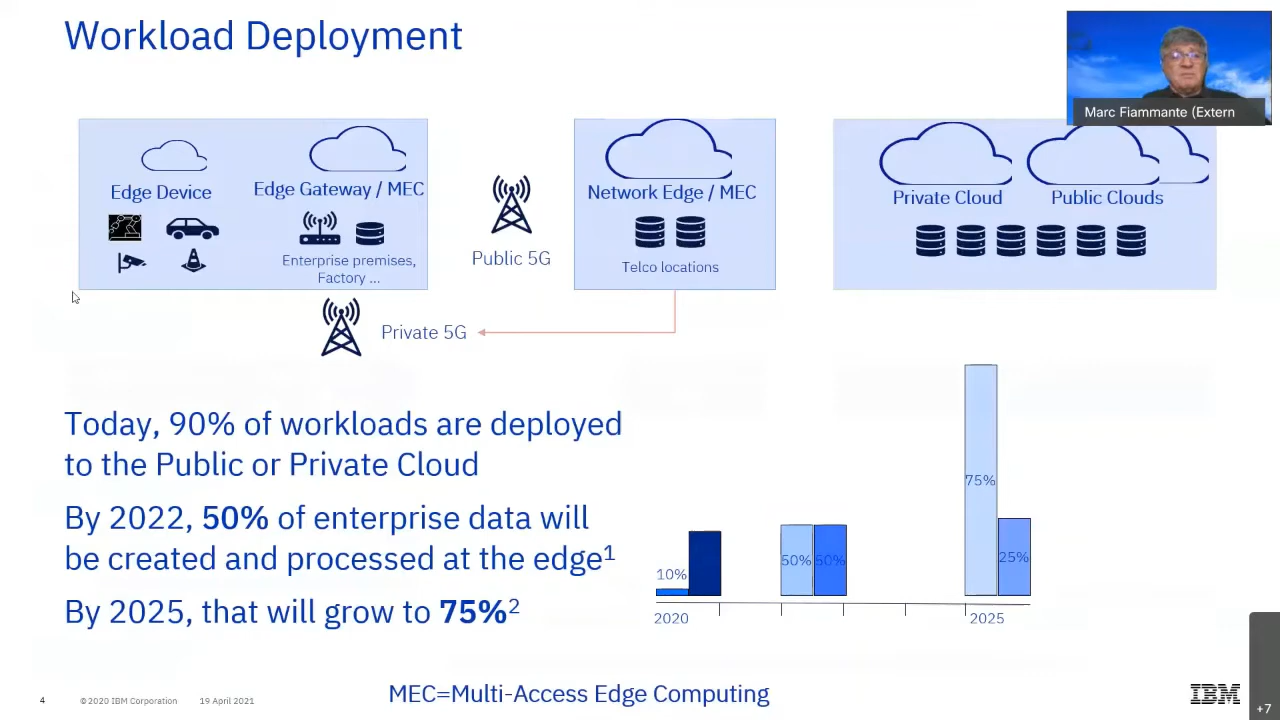 Workload Deployment
Marc Fiammante (Extern
Edge Device
Edge Gateway / MEC
Enterprise premises,
Factory ...
Public 5G
Network Edge / MEC
Telco locations
Private Cloud
Public Clouds
Private 5G
Today, 90% of workloads are deployed
to the Public or Private Cloud
By 2022, 50% of enterprise data will
be created and processed at the edge1
By 2025, that will grow to 75%2
10%
50%
50%
75%
25%
2020
2025
4
©2020 IBM Corporation
19 April 2021
MEC=Multi-Access Edge Computing
IBM
+7